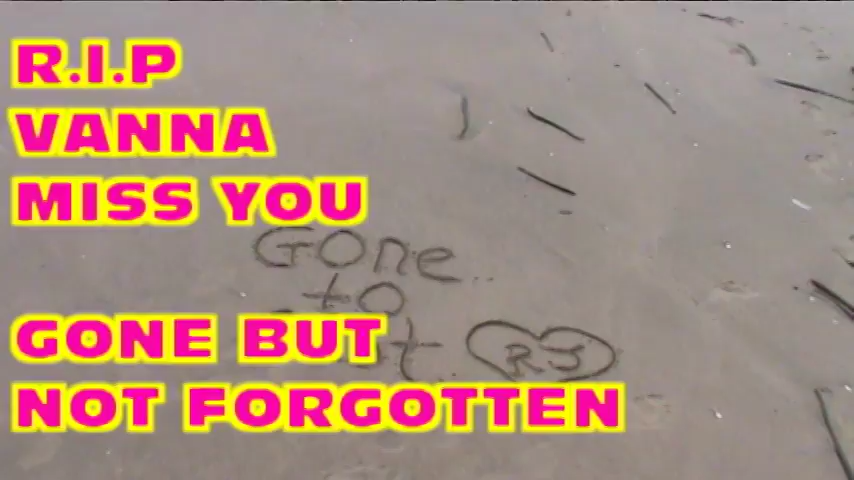 R.I.P
VANNA
MISS YOU
Gone
to
GONE BUT
RJ
NOT FORGOTTEN